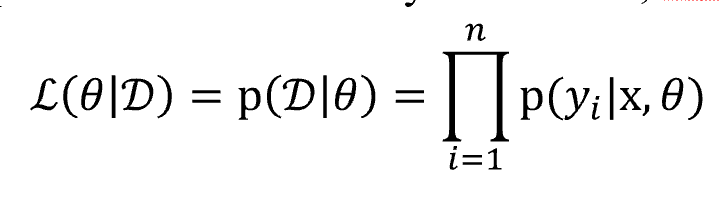 ℒ(θ|𝒟) = p(𝒟|θ) = ∏_{i=1}^{n} p(y_i|x, θ)